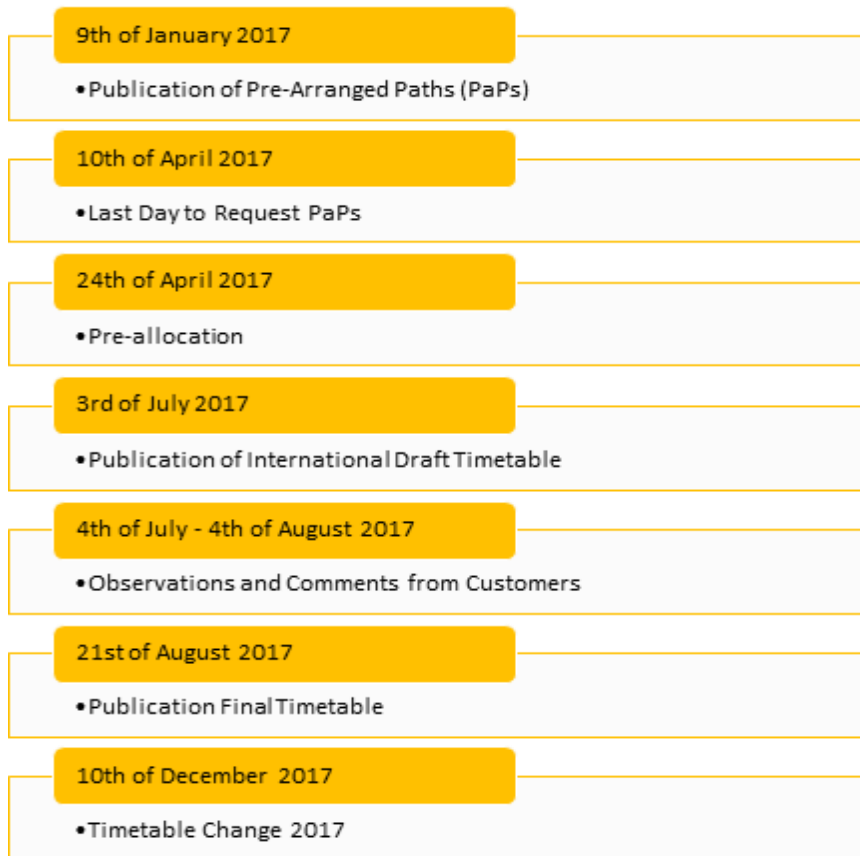 9th of January 2017
•Publication of Pre-Arranged Paths (PaPs)
10th of April 2017
•Last Day to Request PaPs
24th of April 2017
•Pre-allocation
3rd of July 2017
•Publication of International Draft Timetable
4th of July - 4th of August 2017
•Observations and Comments from Customers
21st of August 2017
•Publication Final Timetable
10th of December 2017
•Timetable Change 2017